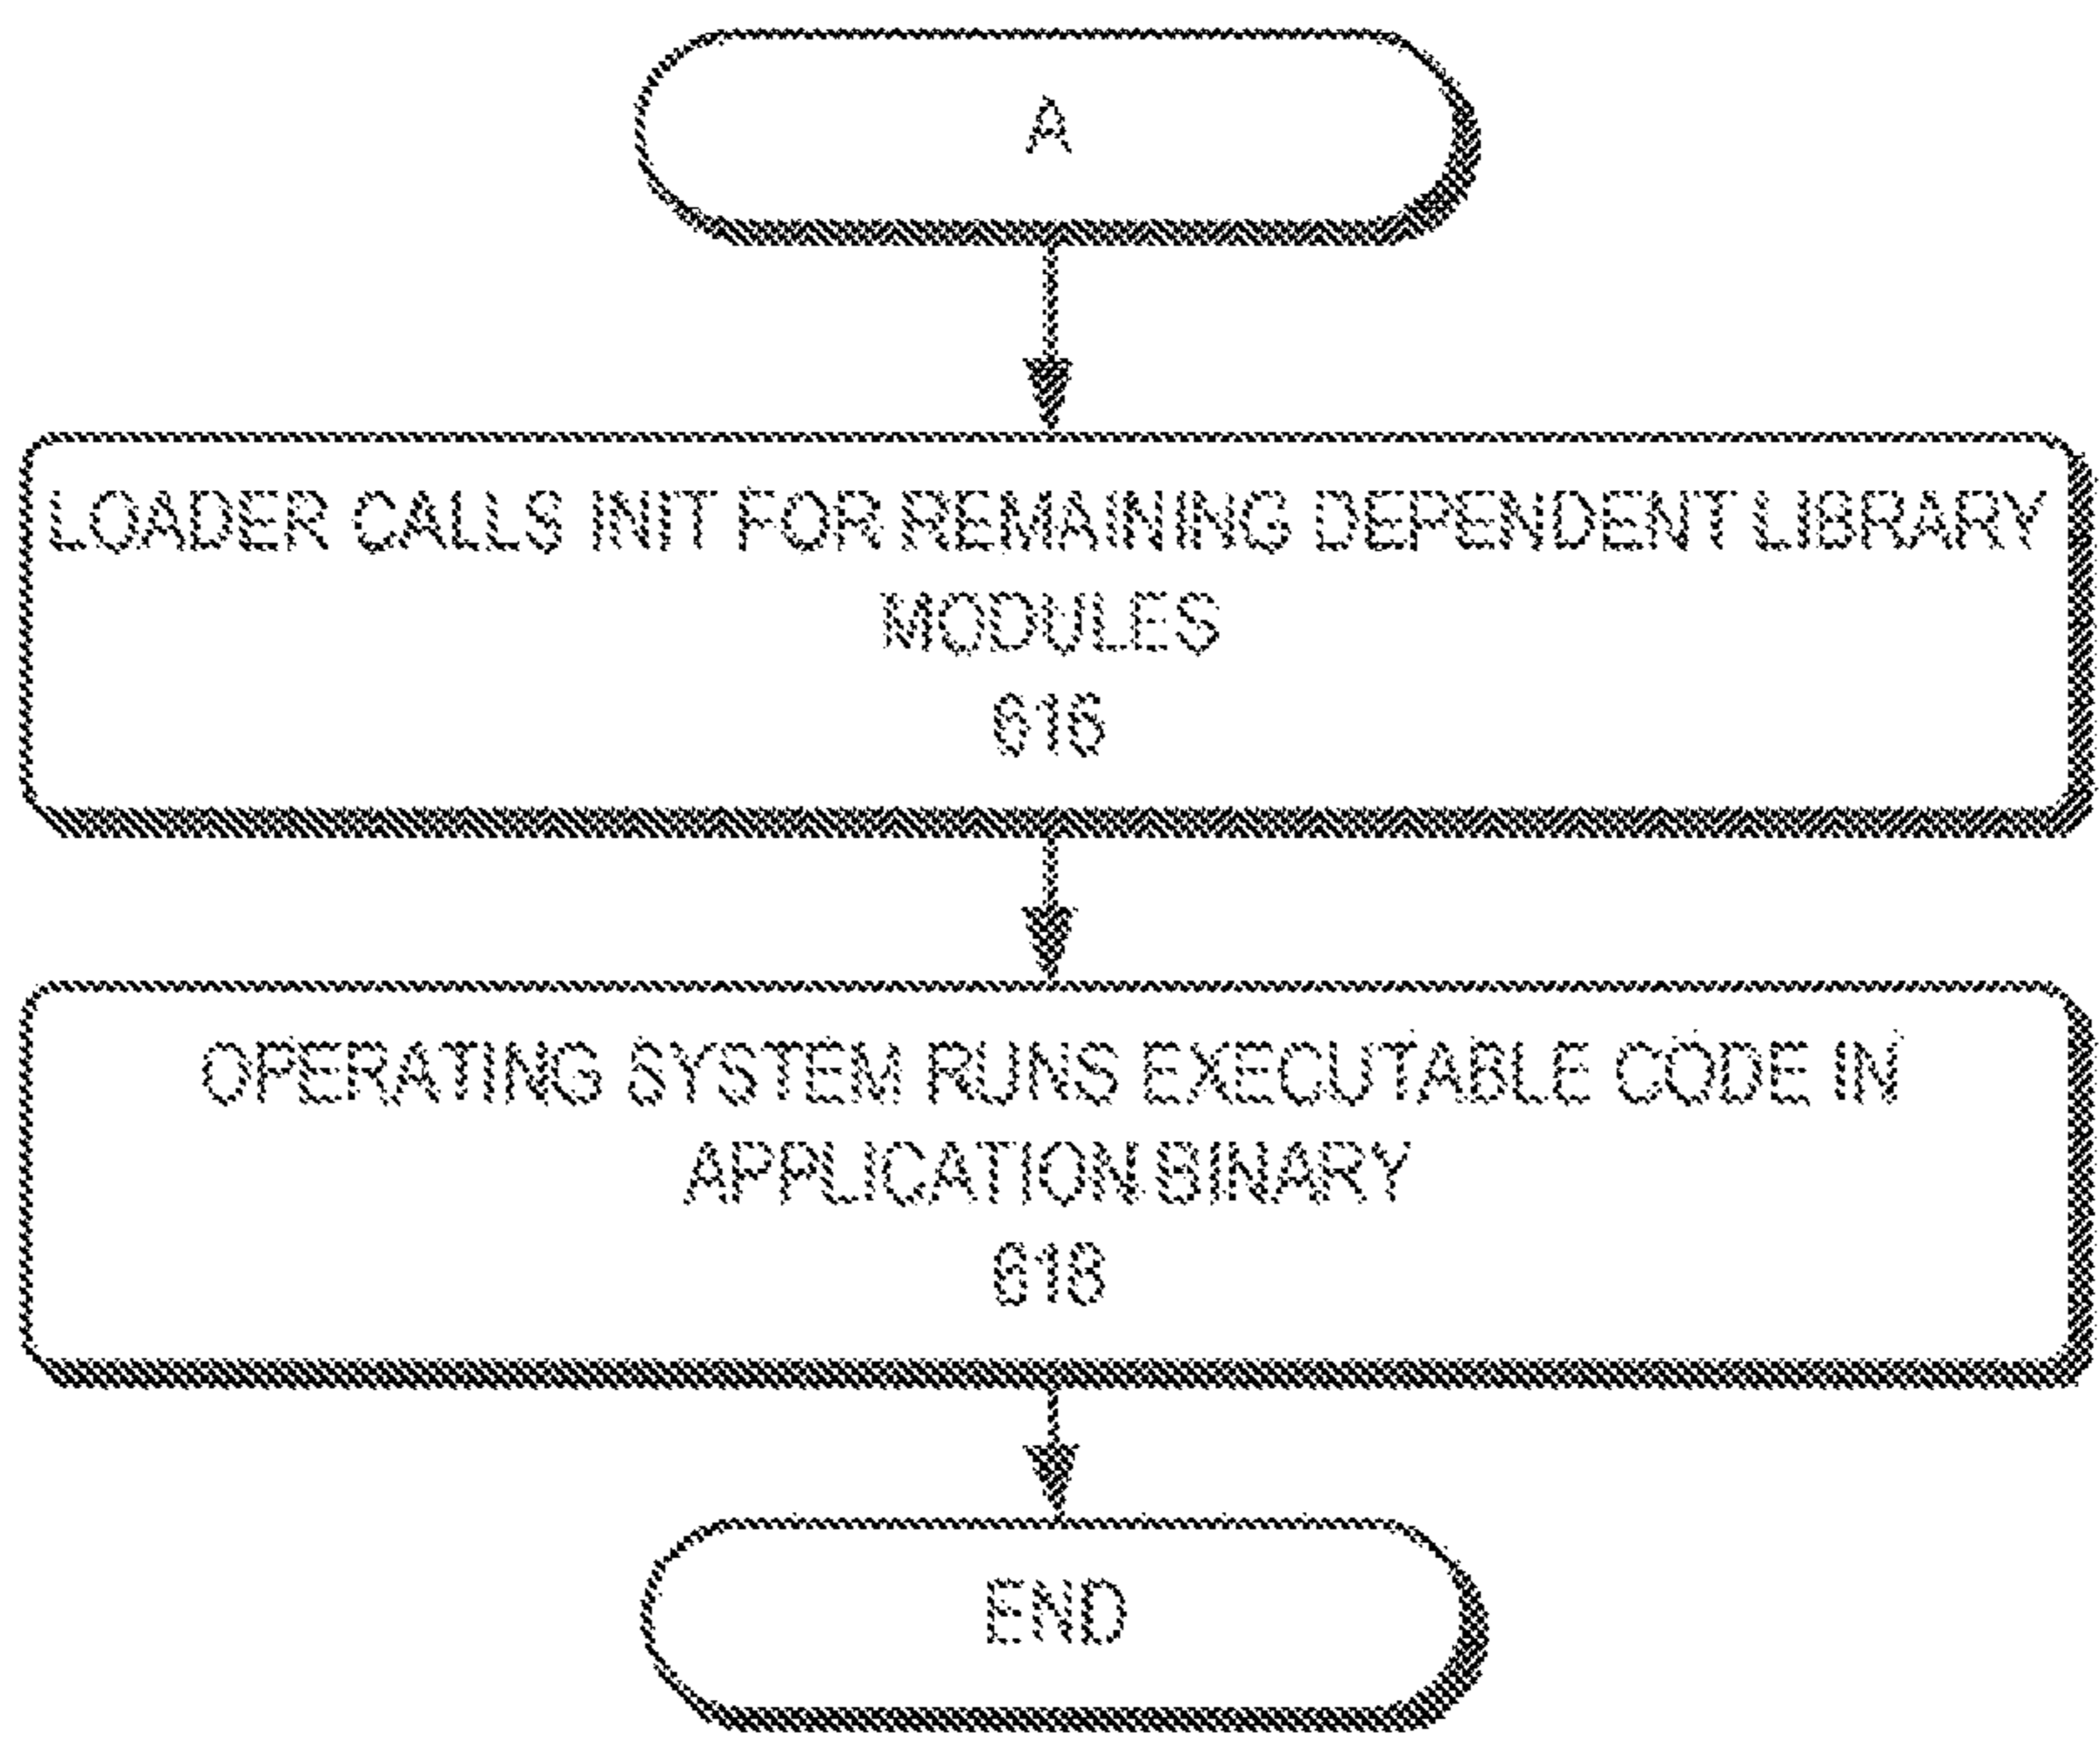 A
LOADER CALLS INIT FOR REMAINING DEPENDENT LIBRARY
MODULES
616
OPERATING SYSTEM RUNS EXECUTABLE CODE IN
APPLICATION BINARY
618
END